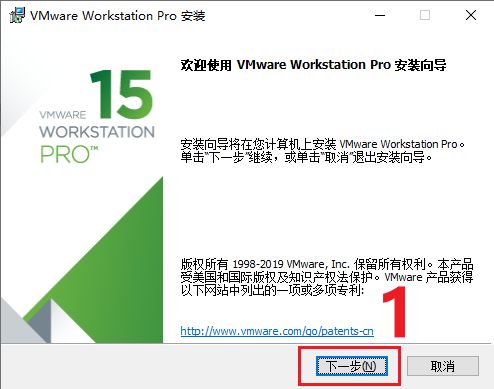 VMware Workstation Pro 安装
VMWARE 15
WORKSTATION
PRO™
欢迎使用 VMware Workstation Pro 安装向导
安装向导将在您计算机上安装 VMware Workstation Pro。
单击“下一步”继续，或单击“取消”退出安装向导。
版权所有 1998-2019 VMware, Inc. 保留所有权利。本产品
受美国和国际版权及知识产权法保护。VMware 产品获得
以下网站中列出的一项或多项专利:
http://www.vmware.com/go/patents-cn
1
下一步(N)
取消